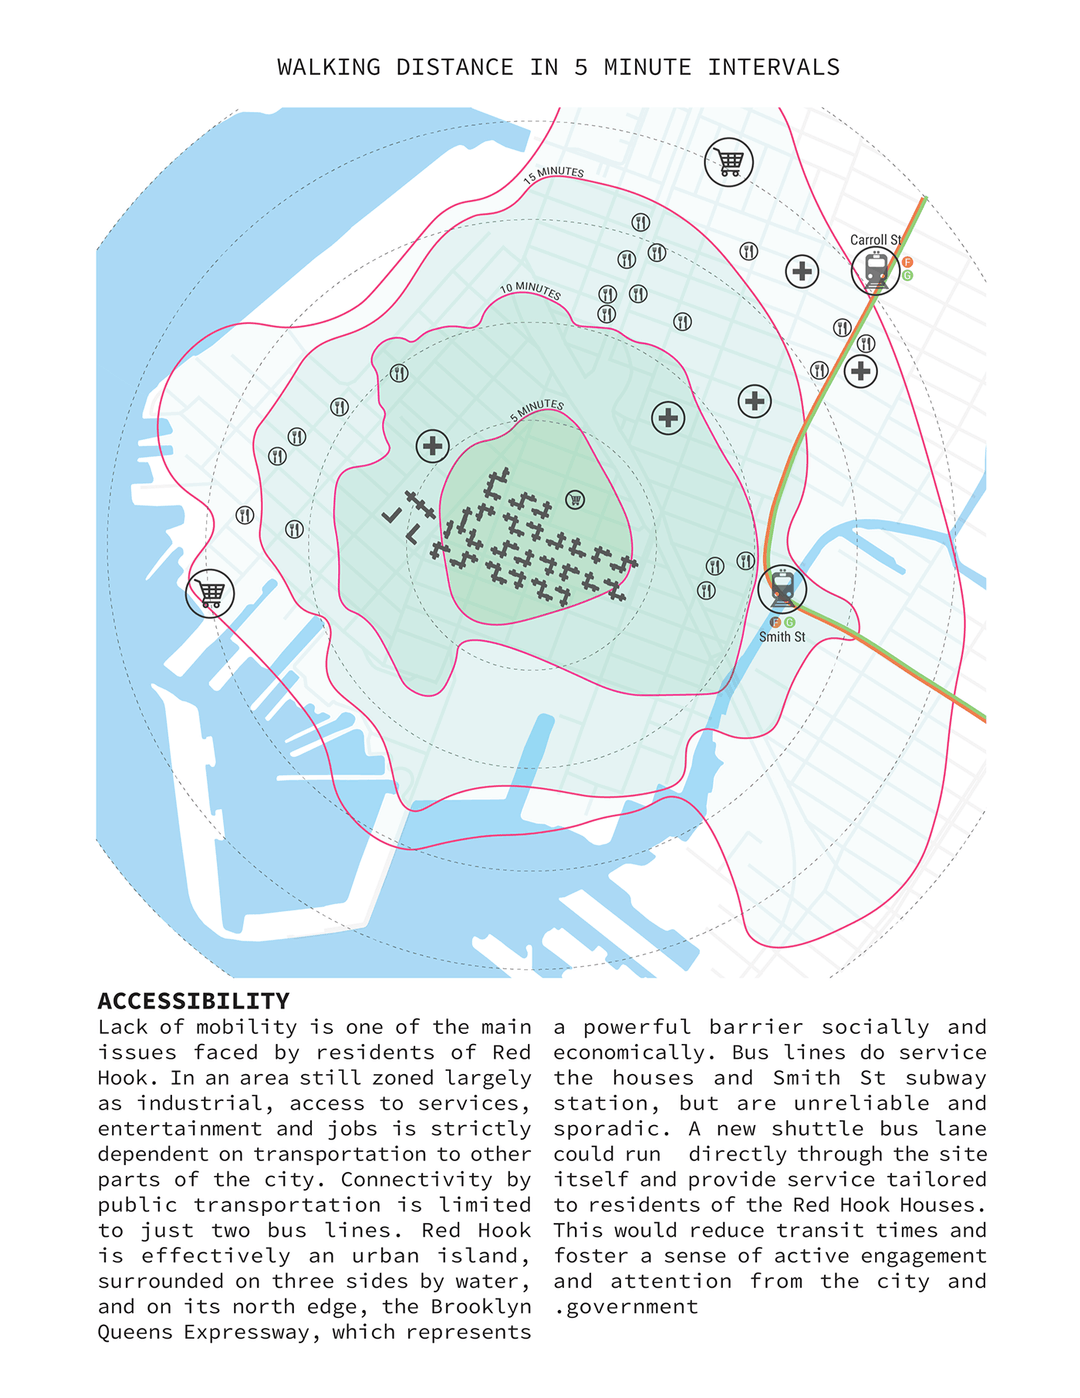 WALKING DISTANCE IN 5 MINUTE INTERVALS
15 MINUTES
10 MINUTES
5 MINUTES
Carroll St
F
G
F G
Smith St
ACCESSIBILITY
Lack of mobility is one of the main
issues faced by residents of Red
Hook. In an area still zoned largely
as industrial, access to services,
entertainment and jobs is strictly
dependent on transportation to other
parts of the city. Connectivity by
public transportation is limited
to just two bus lines. Red Hook
is effectively an urban island,
surrounded on three sides by water,
and on its north edge, the Brooklyn
Queens Expressway, which represents
a powerful barrier socially and
economically. Bus lines do service
the houses and Smith St subway
station, but are unreliable and
sporadic. A new shuttle bus lane
could run directly through the site
itself and provide service tailored
to residents of the Red Hook Houses.
This would reduce transit times and
foster a sense of active engagement
and attention from the city and
.government